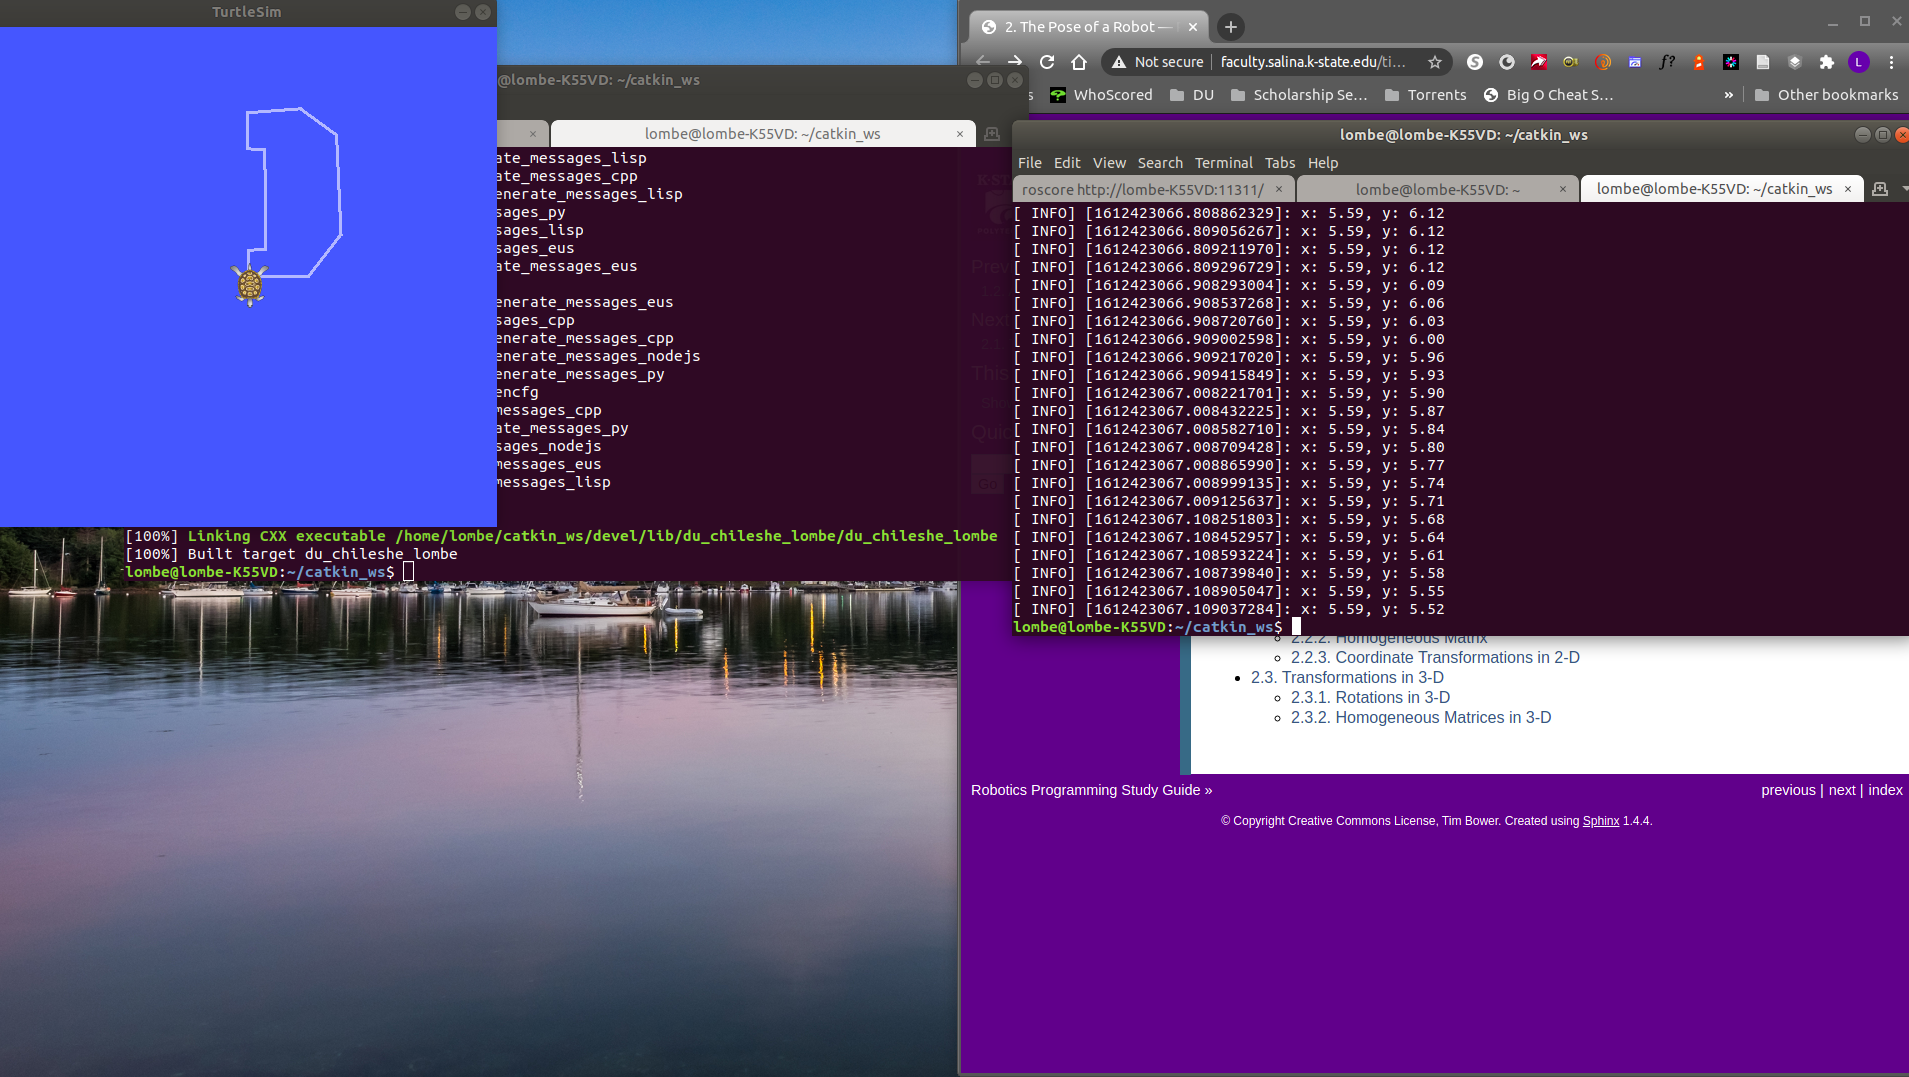 TurtleSim
@lombe-K55VD: ~/catkin_ws
lombe@lombe-K55VD: ~/catkin_ws
ate_messages_lisp
ate_messages_cpp
enerate_messages_lisp
sages_py
sages_lisp
sages_eus
ate_messages_eus
enerate_messages_eus
sages_cpp
enerate_messages_cpp
enerate_messages_nodejs
enerate_messages_py
encfg
messages_cpp
ate_messages_py
sages_nodejs
messages_eus
messages_lisp
[100%] Linking CXX executable /home/lombe/catkin_ws/devel/lib/du_chileshe_lombe/du_chileshe_lombe
[100%] Built target du_chileshe_lombe
lombe@lombe-K55VD:~/catkin_ws$
2. The Pose of a Robot —
Not secure | faculty.salina.k-state.edu/ti...
s WhoScored DU Scholarship Se... Torrents Big O Cheat S... » Other bookmarks
lombe@lombe-K55VD: ~/catkin_ws
File Edit View Search Terminal Tabs Help
roscore http://lombe-K55VD:11311/ lombe@lombe-K55VD: ~ lombe@lombe-K55VD: ~/catkin_ws
[ INFO] [1612423066.808862329]: x: 5.59, y: 6.12
[ INFO] [1612423066.809056267]: x: 5.59, y: 6.12
[ INFO] [1612423066.809211970]: x: 5.59, y: 6.12
[ INFO] [1612423066.809296729]: x: 5.59, y: 6.12
[ INFO] [1612423066.908293004]: x: 5.59, y: 6.09
[ INFO] [1612423066.908537268]: x: 5.59, y: 6.06
[ INFO] [1612423066.908720760]: x: 5.59, y: 6.03
[ INFO] [1612423066.909002598]: x: 5.59, y: 6.00
[ INFO] [1612423066.909217020]: x: 5.59, y: 5.96
[ INFO] [1612423066.909415849]: x: 5.59, y: 5.93
[ INFO] [1612423067.008221701]: x: 5.59, y: 5.90
[ INFO] [1612423067.008432225]: x: 5.59, y: 5.87
[ INFO] [1612423067.008582710]: x: 5.59, y: 5.84
[ INFO] [1612423067.008709428]: x: 5.59, y: 5.80
[ INFO] [1612423067.008865990]: x: 5.59, y: 5.77
[ INFO] [1612423067.008999135]: x: 5.59, y: 5.74
[ INFO] [1612423067.009125637]: x: 5.59, y: 5.71
[ INFO] [1612423067.108251803]: x: 5.59, y: 5.68
[ INFO] [1612423067.108452957]: x: 5.59, y: 5.64
[ INFO] [1612423067.108593224]: x: 5.59, y: 5.61
[ INFO] [1612423067.108739840]: x: 5.59, y: 5.58
[ INFO] [1612423067.108905047]: x: 5.59, y: 5.55
[ INFO] [1612423067.109037284]: x: 5.59, y: 5.52
lombe@lombe-K55VD:~/catkin_ws$
2.2.2. Homogeneous Matrix
2.2.3. Coordinate Transformations in 2-D
2.3. Transformations in 3-D
2.3.1. Rotations in 3-D
2.3.2. Homogeneous Matrices in 3-D
Robotics Programming Study Guide »
previous | next | index
© Copyright Creative Commons License, Tim Bower. Created using Sphinx 1.4.4.